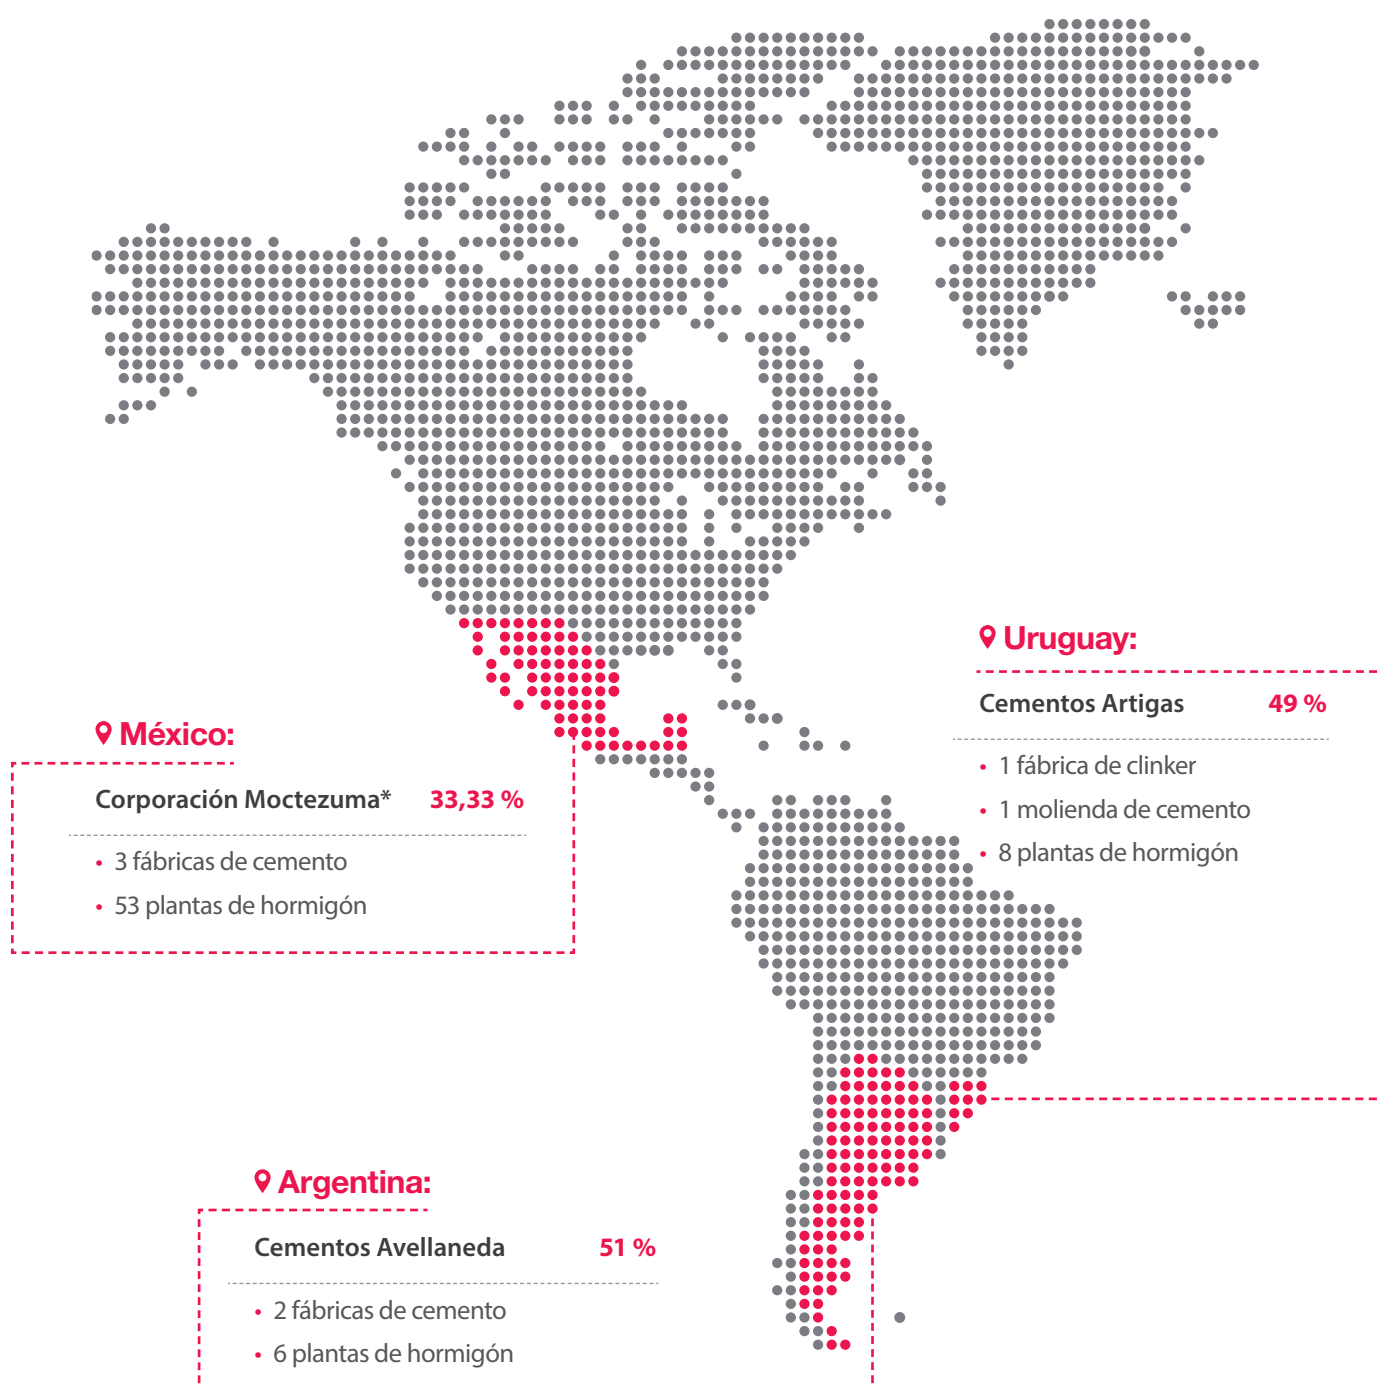 Uruguay:
Cementos Artigas 49 %
• 1 fábrica de clinker
• 1 molienda de cemento
• 8 plantas de hormigón
México:
Corporación Moctezuma* 33,33 %
• 3 fábricas de cemento
• 53 plantas de hormigón
Argentina:
Cementos Avellaneda 51 %
• 2 fábricas de cemento
• 6 plantas de hormigón